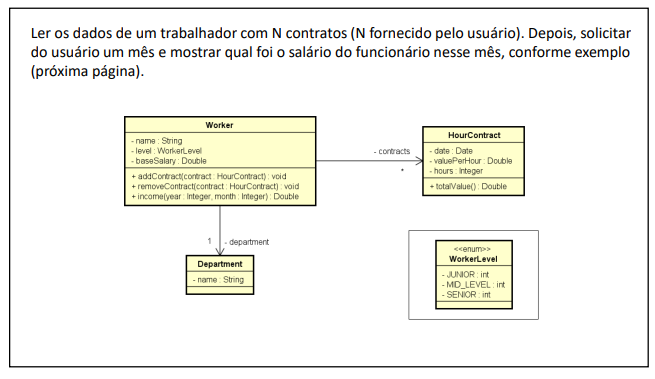 Ler os dados de um trabalhador com N contratos (N fornecido pelo usuário). Depois, solicitar
do usuário um mês e mostrar qual foi o salário do funcionário nesse mês, conforme exemplo
(próxima página).
Worker
- name : String
- level : WorkerLevel
- baseSalary : Double
+ addContract(contract : HourContract) : void
+ removeContract(contract : HourContract) : void
+ income(year : Integer, month : Integer) : Double
- contracts
*
HourContract
- date : Date
- valuePerHour : Double
- hours : Integer
+ totalValue() : Double
1
- department
Department
- name : String
<<enum>>
WorkerLevel
- JUNIOR : int
- MID_LEVEL : int
- SENIOR : int